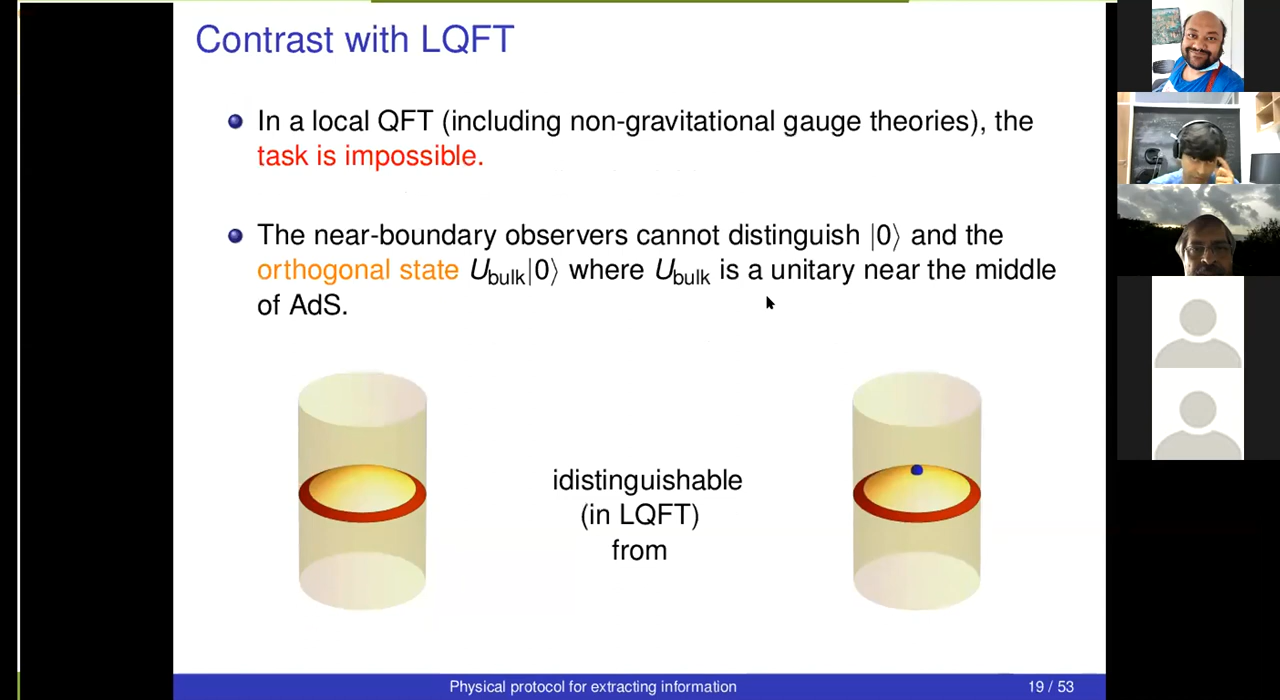 Contrast with LQFT
In a local QFT (including non-gravitational gauge theories), the
task is impossible.
The near-boundary observers cannot distinguish |0⟩ and the
orthogonal state U_bulk|0⟩ where U_bulk is a unitary near the middle
of AdS.
idistinguishable
(in LQFT)
from
Physical protocol for extracting information
19 / 53